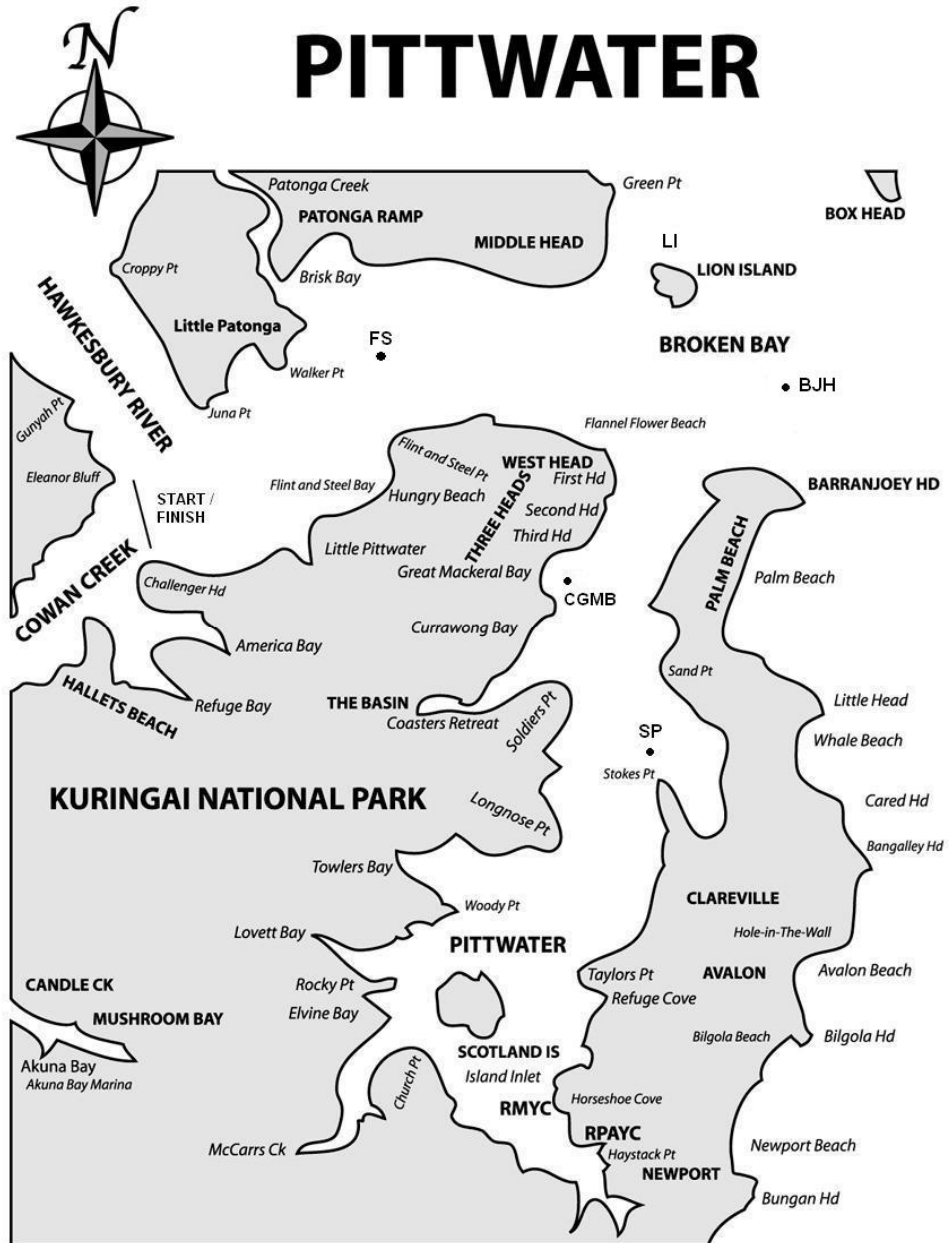 N
PITTWATER
Patonga Creek
Green Pt
PATONGA RAMP
BOX HEAD
MIDDLE HEAD
LI
Croppy Pt
Brisk Bay
LION ISLAND
HAWKESBURY RIVER
Little Patonga
FS
BROKEN BAY
Walker Pt
BJH
Juna Pt
Gunyah Pt
Flannel Flower Beach
Flint and Steel Pt
WEST HEAD
Eleanor Bluff
Flint and Steel Bay
First Hd
BARRANJOEY HD
START /
FINISH
Hungry Beach
THREE HEADS
Second Hd
Third Hd
Little Pittwater
COWAN CREEK
Challenger Hd
Great Mackeral Bay
PALM BEACH
Palm Beach
CGMB
Currawong Bay
America Bay
Sand Pt
HALLETS BEACH
Refuge Bay
THE BASIN
Coasters Retreat
Soldiers Pt
Little Head
SP
Whale Beach
Stokes Pt
KURINGAI NATIONAL PARK
Longnose Pt
Cared Hd
Bangalley Hd
Towlers Bay
CLAREVILLE
Woody Pt
Lovett Bay
PITTWATER
Hole-in-The-Wall
Taylors Pt
AVALON
Avalon Beach
CANDLE CK
Rocky Pt
Refuge Cove
MUSHROOM BAY
Elvine Bay
Bilgola Beach
Bilgola Hd
SCOTLAND IS
Akuna Bay
Akuna Bay Marina
Church Pt
Island Inlet
RMYC
Horseshoe Cove
RPAYC
McCarrs Ck
Haystack Pt
Newport Beach
NEWPORT
Bungan Hd